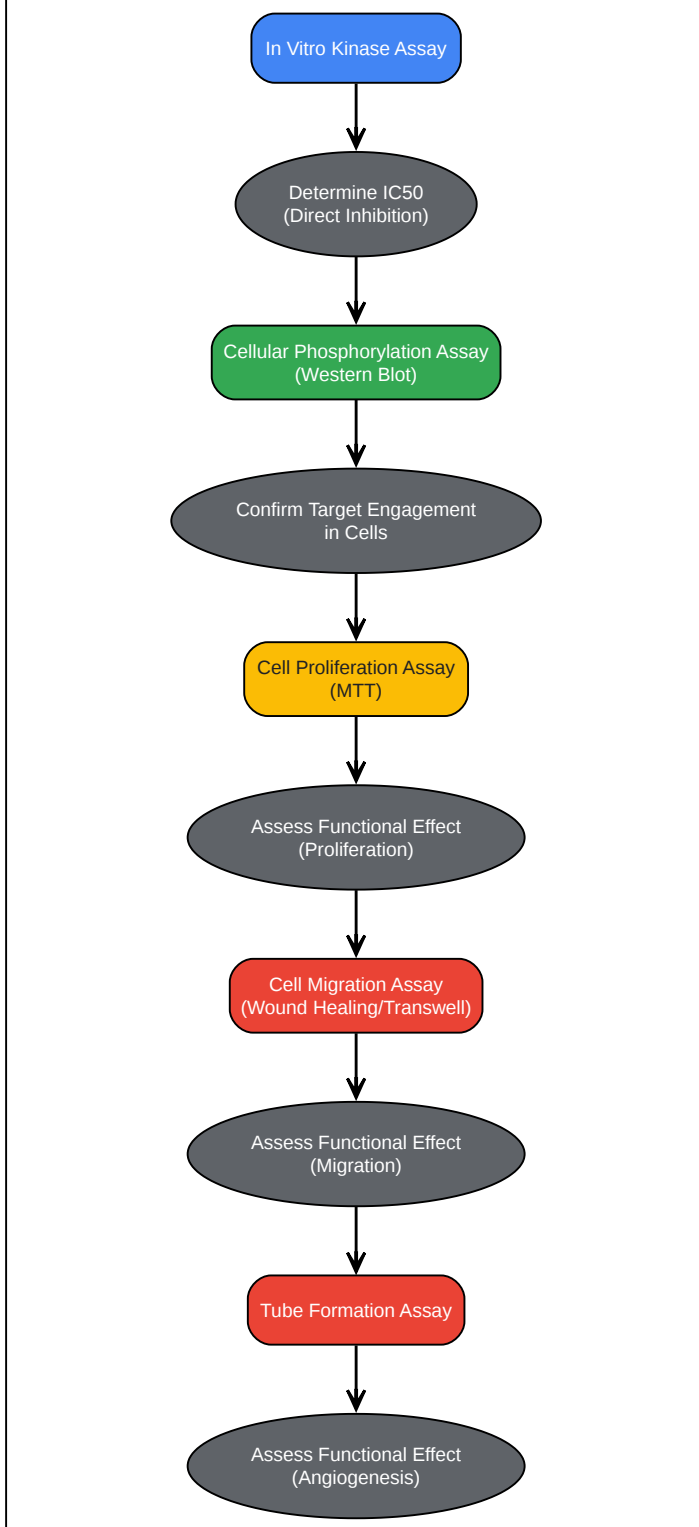 In Vitro Kinase Assay
Determine IC50
(Direct Inhibition)
Cellular Phosphorylation Assay
(Western Blot)
Confirm Target Engagement
in Cells
Cell Proliferation Assay
(MTT)
Assess Functional Effect
(Proliferation)
Cell Migration Assay
(Wound Healing/Transwell)
Assess Functional Effect
(Migration)
Tube Formation Assay
Assess Functional Effect
(Angiogenesis)